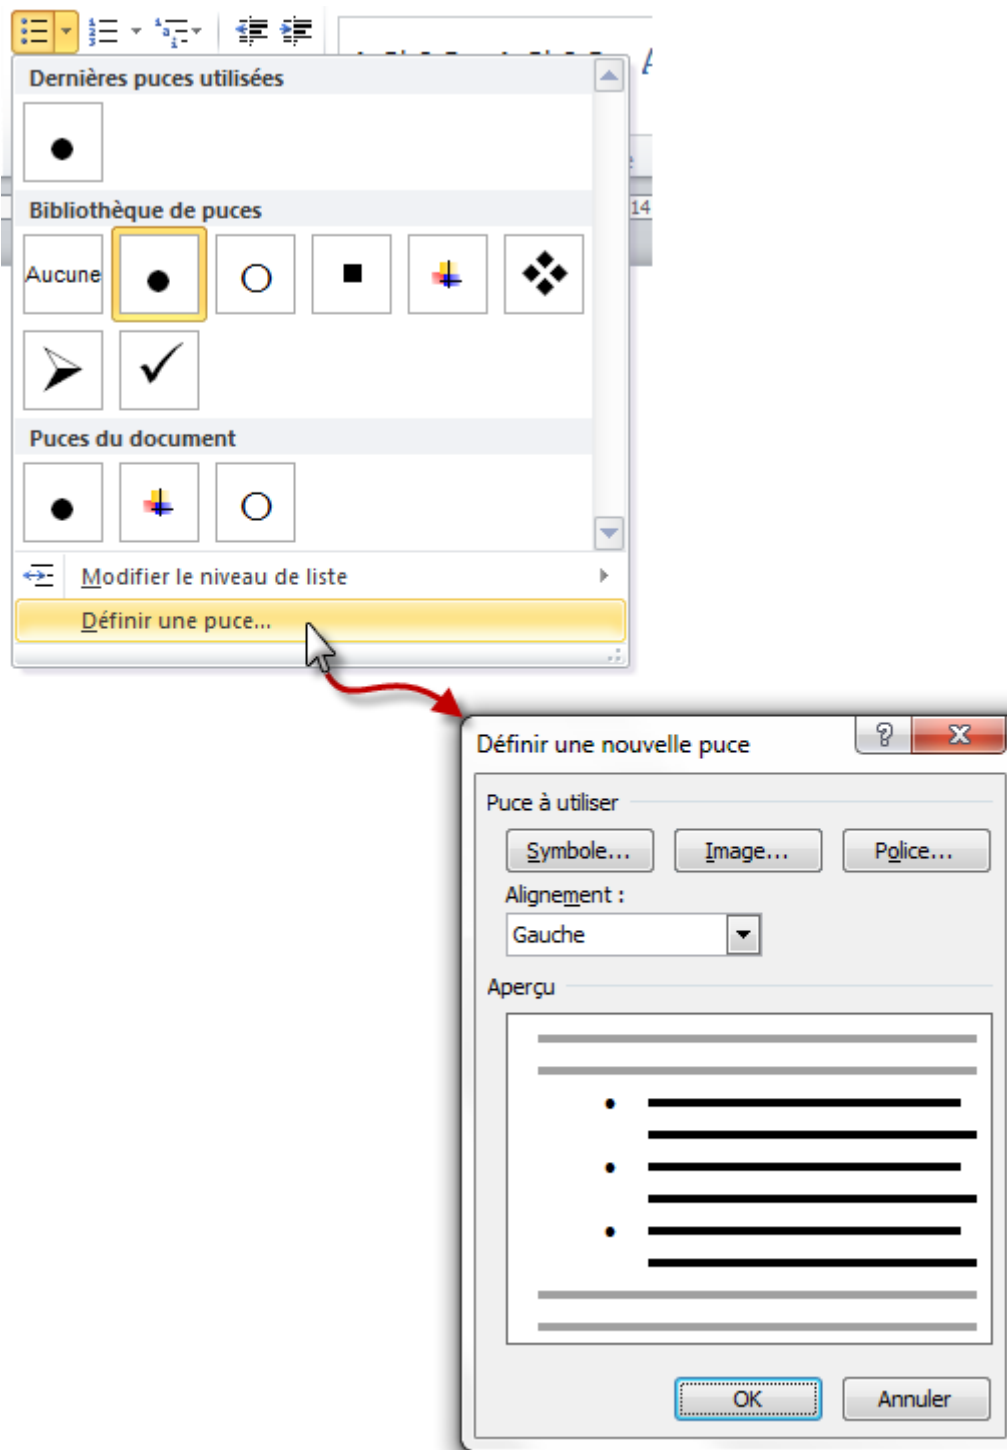 Dernières puces utilisées
14
Bibliothèque de puces
Aucune
Puces du document
Modifier le niveau de liste
Définir une puce...
Définir une nouvelle puce
Puce à utiliser
Symbole... Image... Police...
Alignement :
Gauche
Aperçu
OK Annuler